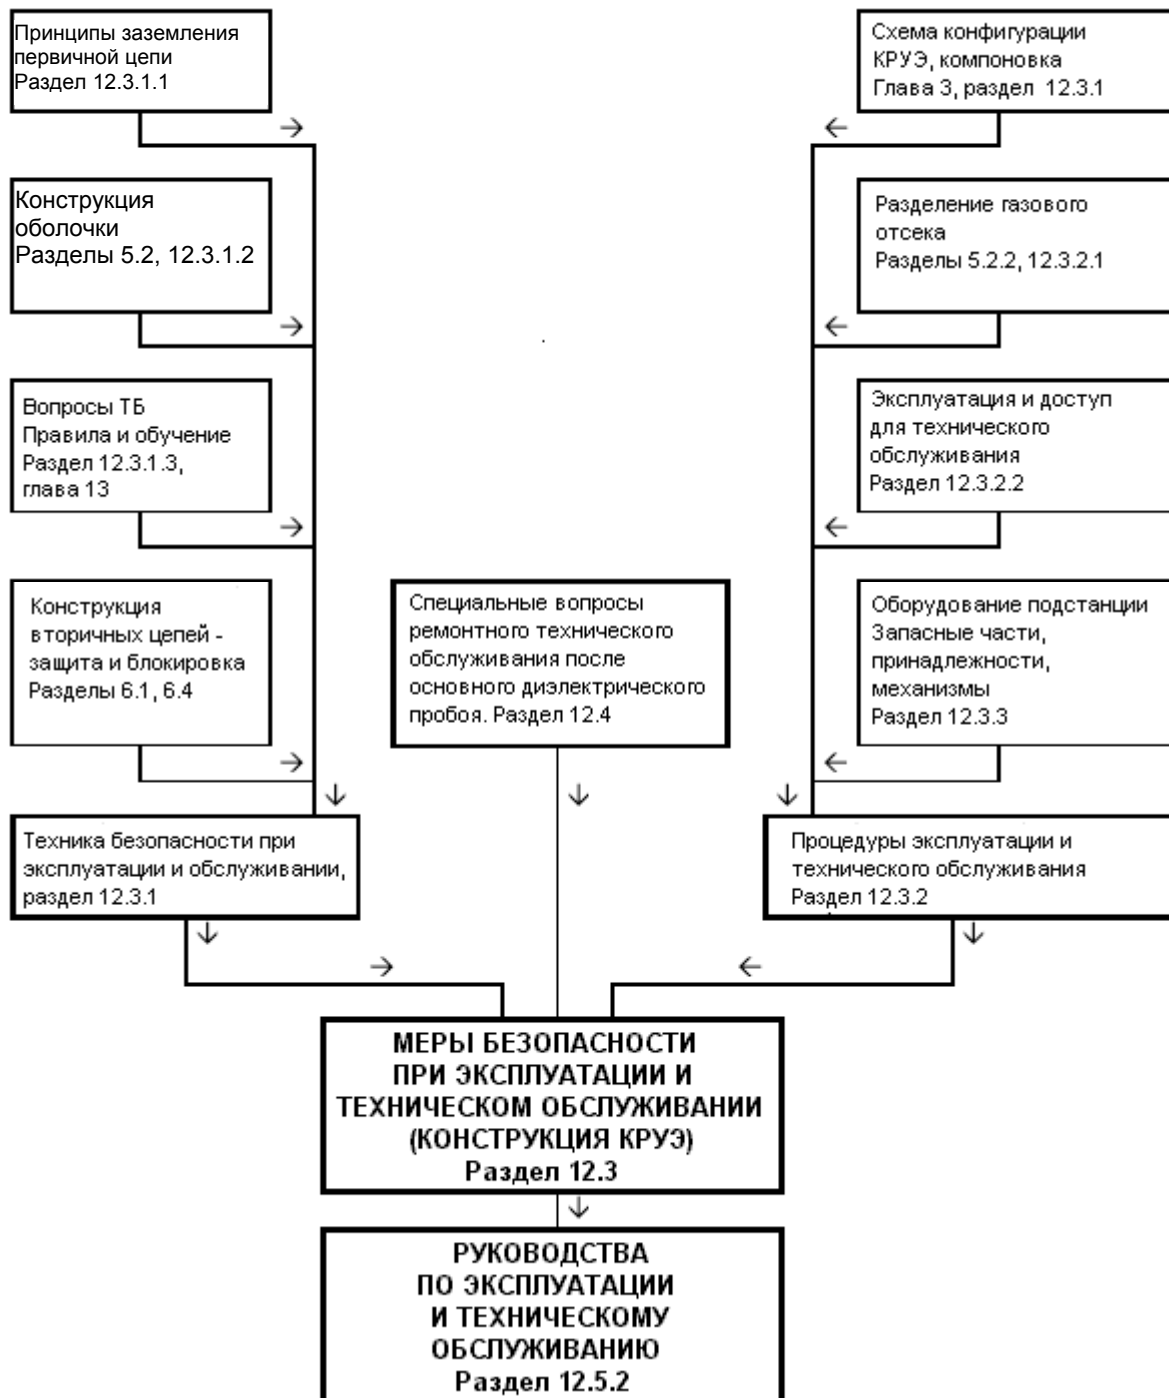 Принципы заземления
первичной цепи
Раздел 12.3.1.1
Схема конфигурации
КРУЭ, компоновка
Глава 3, раздел 12.3.1
Конструкция
оболочки
Разделы 5.2, 12.3.1.2
Разделение газового
отсека
Разделы 5.2.2, 12.3.2.1
Вопросы ТБ
Правила и обучение
Раздел 12.3.1.3,
глава 13
Эксплуатация и доступ
для технического
обслуживания
Раздел 12.3.2.2
Конструкция
вторичных цепей -
защита и блокировка
Разделы 6.1, 6.4
Специальные вопросы
ремонтного технического
обслуживания после
основного диэлектрического
пробоя. Раздел 12.4
Оборудование подстанции
Запасные части,
принадлежности,
механизмы
Раздел 12.3.3
Техника безопасности при
эксплуатации и обслуживании,
раздел 12.3.1
Процедуры эксплуатации и
технического обслуживания
Раздел 12.3.2
МЕРЫ БЕЗОПАСНОСТИ
ПРИ ЭКСПЛУАТАЦИИ И
ТЕХНИЧЕСКОМ ОБСЛУЖИВАНИИ
(КОНСТРУКЦИЯ КРУЭ)
Раздел 12.3
РУКОВОДСТВА
ПО ЭКСПЛУАТАЦИИ
И ТЕХНИЧЕСКОМУ
ОБСЛУЖИВАНИЮ
Раздел 12.5.2